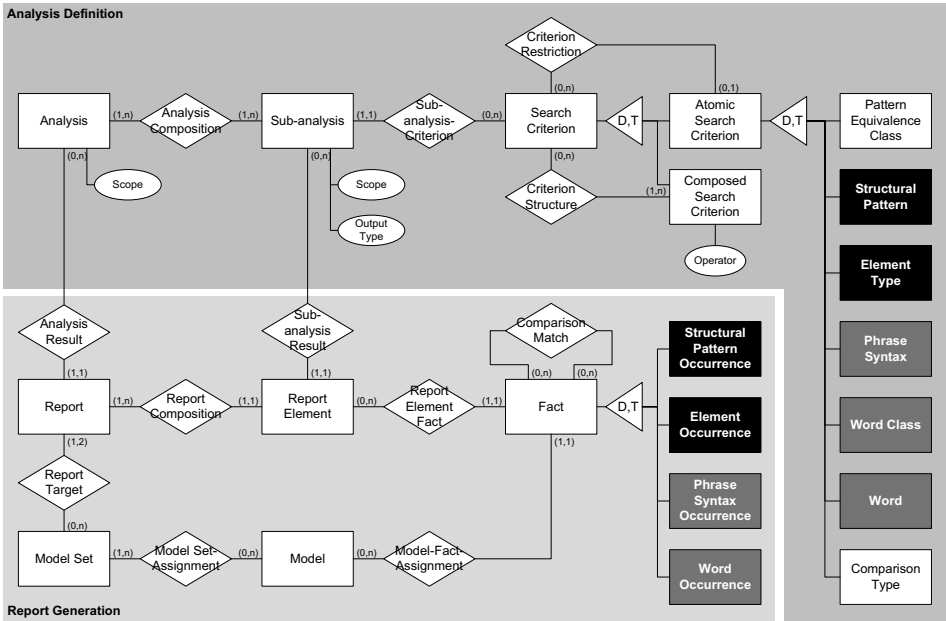 Analysis Definition
Criterion
Restriction
(0,n)
(0,1)
Analysis
(1,n)
Analysis
Composition
(1,n)
Sub-analysis
(1,1)
Sub-
analysis-
Criterion
(0,n)
Search
Criterion
D,T
Atomic
Search
Criterion
D,T
Pattern
Equivalence
Class
(0,n)
(0,n)
(0,n)
Scope
Scope
Output
Type
Criterion
Structure
(1,n)
Composed
Search
Criterion
Operator
Structural
Pattern
Element
Type
Phrase
Syntax
Word Class
Word
Comparison
Type
Analysis
Result
Sub-
analysis
Result
Comparison
Match
(1,1)
(1,1)
(0,n)
(0,n)
Report
(1,n)
Report
Composition
(1,1)
Report
Element
(0,n)
Report
Element
Fact
(1,1)
Fact
D,T
(1,2)
(1,1)
Structural
Pattern
Occurrence
Element
Occurrence
Phrase
Syntax
Occurrence
Word
Occurrence
Report
Target
(0,n)
Model Set
(1,n)
Model Set-
Assignment
(0,n)
Model
(0,n)
Model-Fact-
Assignment
Report Generation